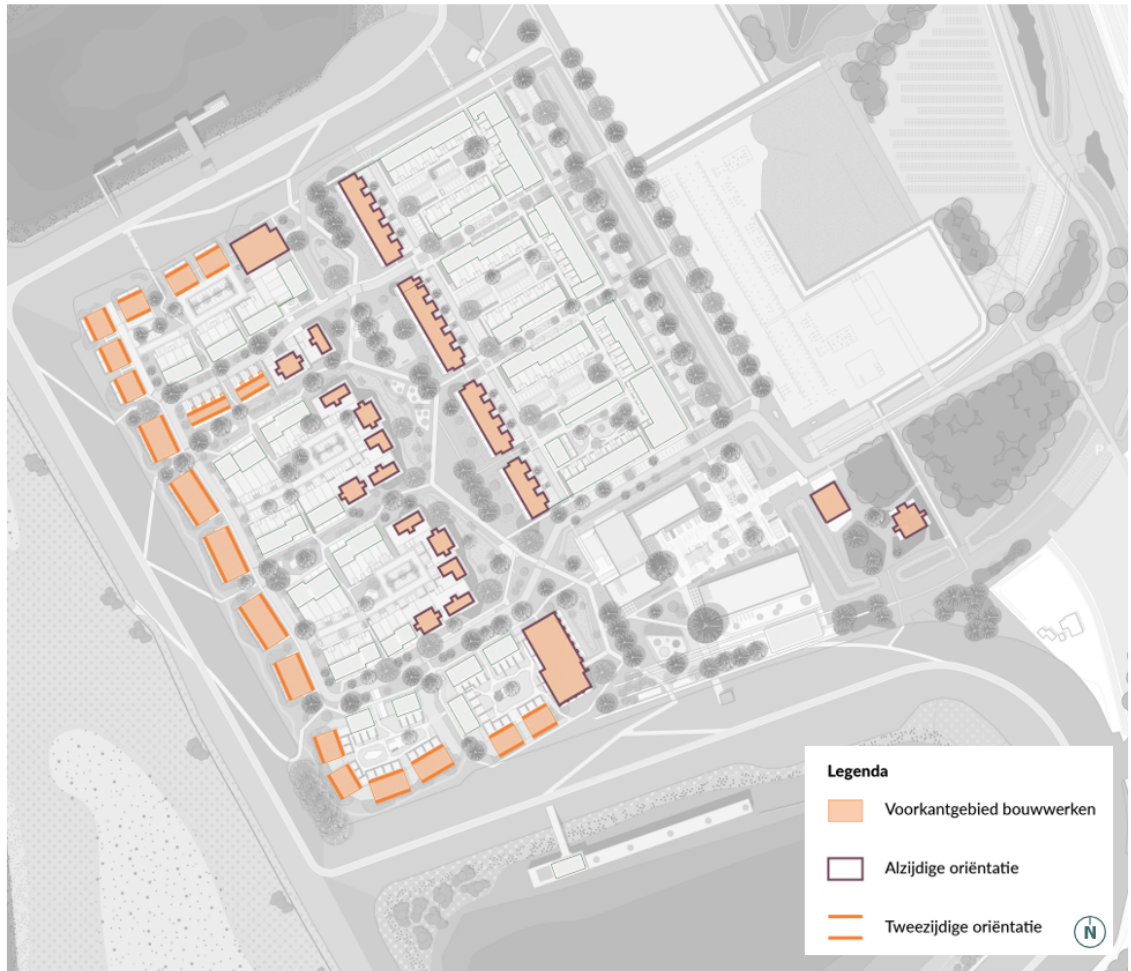 P
P
Legenda
Voorkantgebied bouwwerken
Alzijdige oriëntatie
Tweezijdige oriëntatie
N